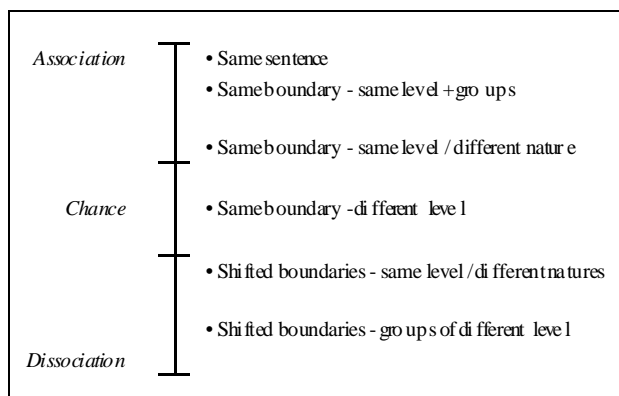 Association • Same sentence
• Same boundary - same level + groups
• Same boundary - same level / different nature
Chance • Same boundary - different level
• Shifted boundaries - same level / different natures
• Shifted boundaries - groups of different level
Dissociation